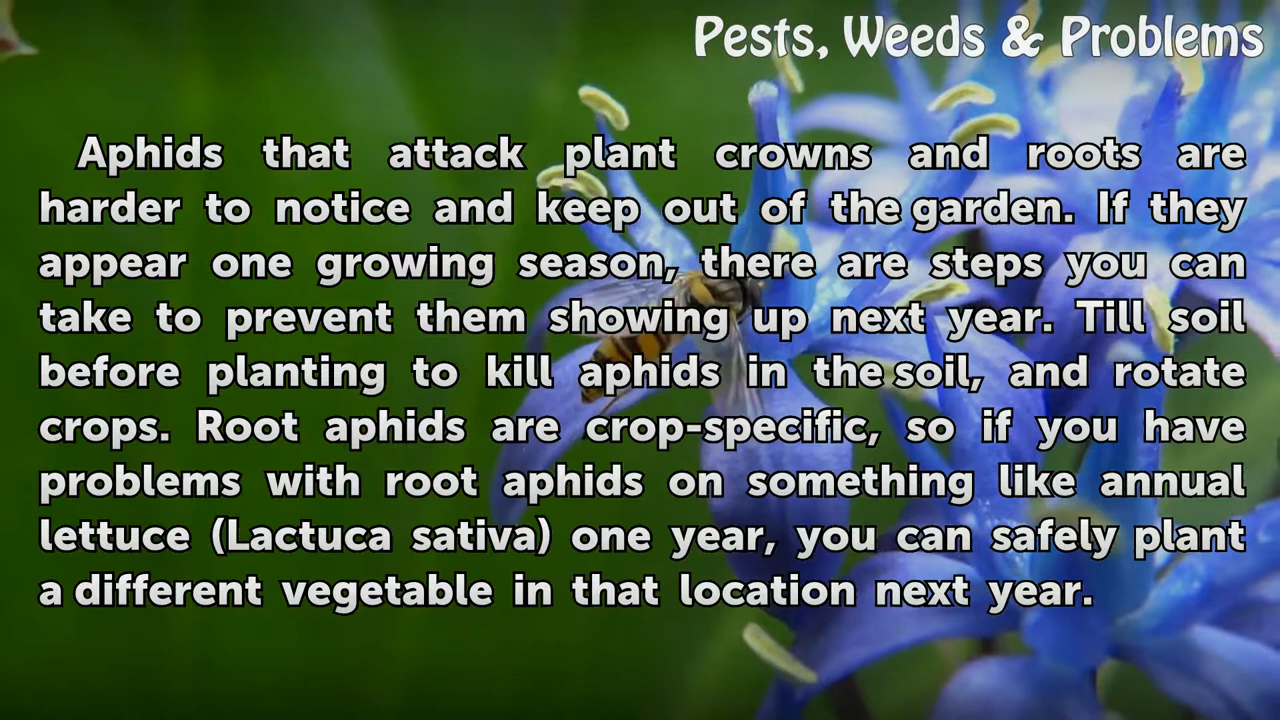 Pests, Weeds & Problems
Aphids that attack plant crowns and roots are
harder to notice and keep out of the garden. If they
appear one growing season, there are steps you can
take to prevent them showing up next year. Till soil
before planting to kill aphids in the soil, and rotate
crops. Root aphids are crop-specific, so if you have
problems with root aphids on something like annual
lettuce (Lactuca sativa) one year, you can safely plant
a different vegetable in that location next year.